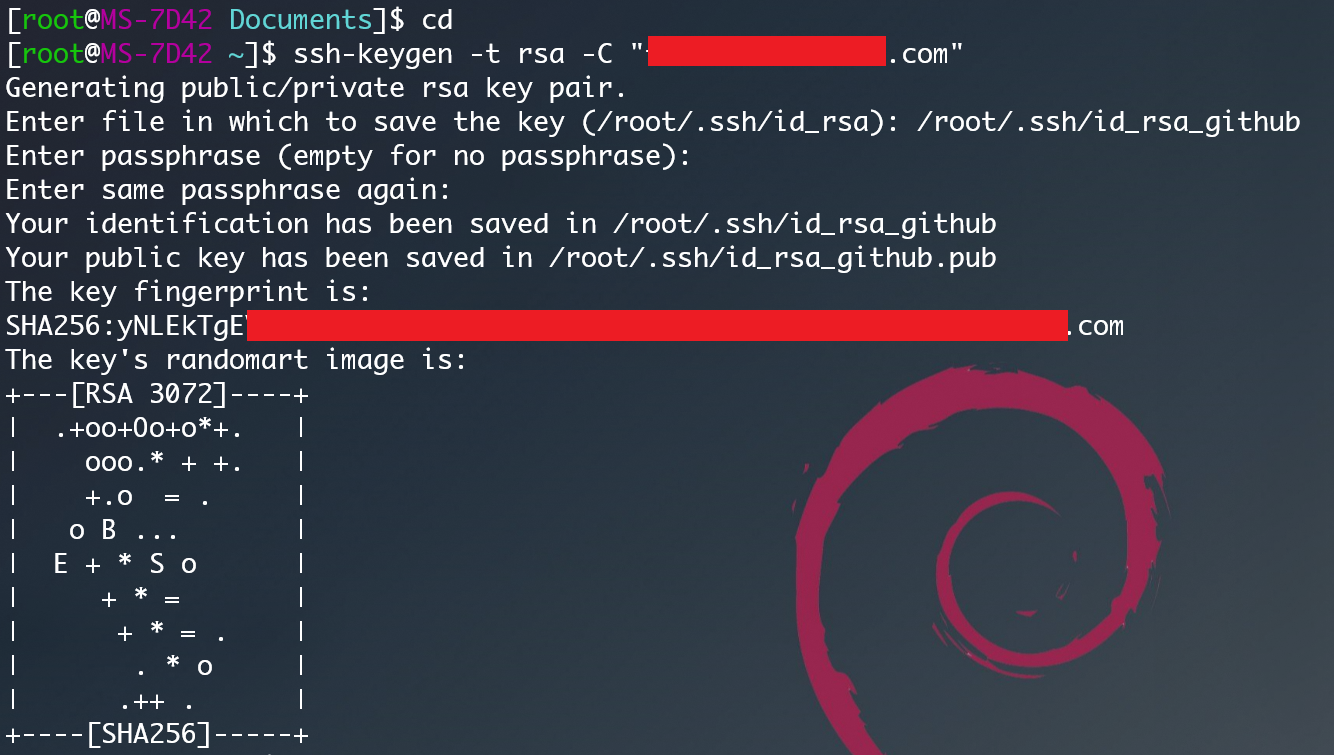 [root@MS-7D42 Documents]$ cd
[root@MS-7D42 ~]$ ssh-keygen -t rsa -C " .com"
Generating public/private rsa key pair.
Enter file in which to save the key (/root/.ssh/id_rsa): /root/.ssh/id_rsa_github
Enter passphrase (empty for no passphrase):
Enter same passphrase again:
Your identification has been saved in /root/.ssh/id_rsa_github
Your public key has been saved in /root/.ssh/id_rsa_github.pub
The key fingerprint is:
SHA256:yNLEkTgE .com
The key's randomart image is:
+---[RSA 3072]----+
|  .+oo+Oo+o*+.   |
|    ooo.* + +.   |
|    +.o  = .     |
|   o B ...       |
|  E + * S o      |
|     + * =       |
|      + * = .    |
|       . * o     |
|      .++ .      |
+----[SHA256]-----+